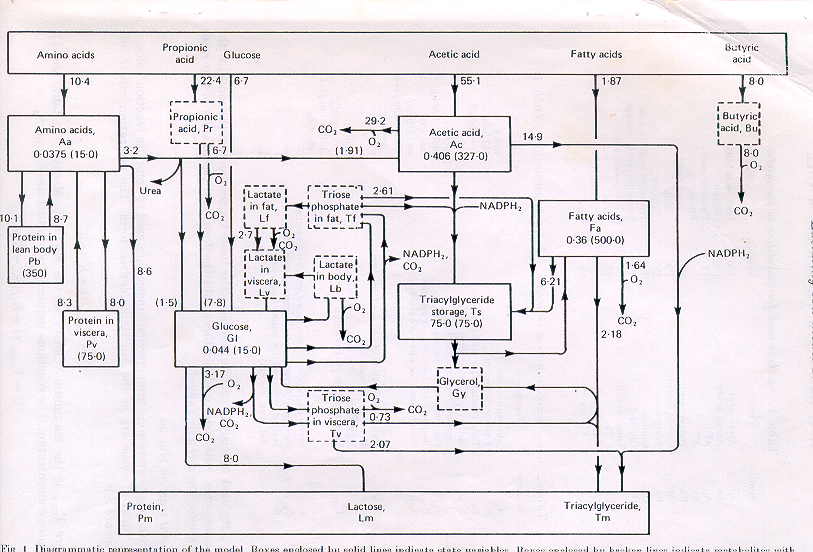 Amino acids
Propionic
acid
Glucose
Acetic acid
Fatty acids
Butyric
acid
10·4
22·4
6·7
55·1
1·87
8·0
Amino acids,
Aa
0·0375 (15·0)
Propionic
acid, Pr
Acetic acid,
Ac
0·406 (327·0)
Butyric
acid, Bu
3·2
6·7
O2
CO2
29·2
CO2
O2
(1·91)
14·9
8·0
O2
CO2
Urea
10·1
8·7
Protein in
lean body
Pb
(350)
Lactate
in fat,
Lf
Triose
phosphate
in fat, Tf
2·61
NADPH2
Fatty acids,
Fa
0·36 (500·0)
2·7
O2
CO2
Lactate
in
viscera,
Lv
Lactate
in body,
Lb
NADPH2,
CO2
6·21
1·64
O2
CO2
NADPH2
8·6
8·3
8·0
(1·5)
(7·8)
O2
CO2
Protein in
viscera,
Pv
(75·0)
Glucose,
Gl
0·044 (15·0)
Triacylglyceride
storage, Ts
75·0 (75·0)
2·18
3·17
O2
NADPH2,
CO2
CO2
Triose
phosphate
in viscera,
Tv
O2
CO2
0·73
Glycerol,
Gy
2·07
8·0
Protein,
Pm
Lactose,
Lm
Triacylglyceride,
Tm
Fig. 1. Diagrammatic representation of the model. Boxes enclosed by solid lines indicate state variables. Boxes enclosed by broken lines indicate metabolites with